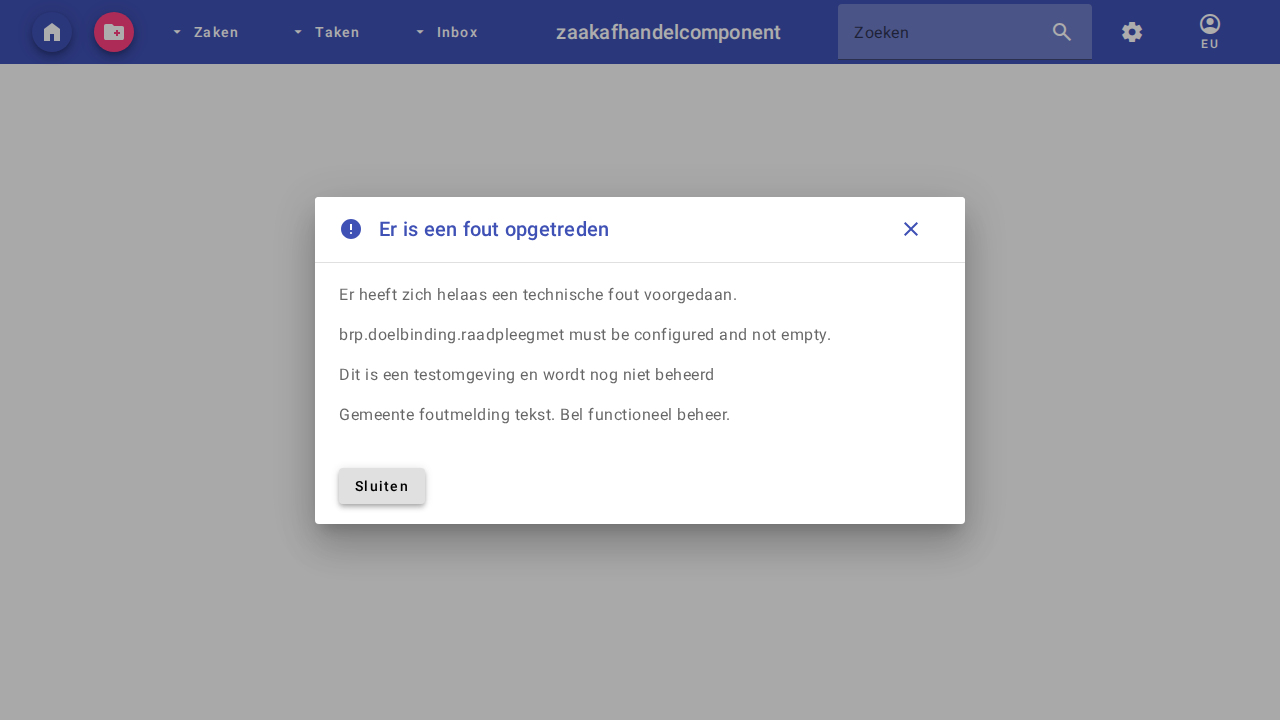 Zaken
Taken
Inbox
zaakafhandelcomponent
Zoeken
EU
Er is een fout opgetreden
Er heeft zich helaas een technische fout voorgedaan.
brp.doelbinding.raadpleegmet must be configured and not empty.
Dit is een testomgeving en wordt nog niet beheerd
Gemeente foutmelding tekst. Bel functioneel beheer.
Sluiten